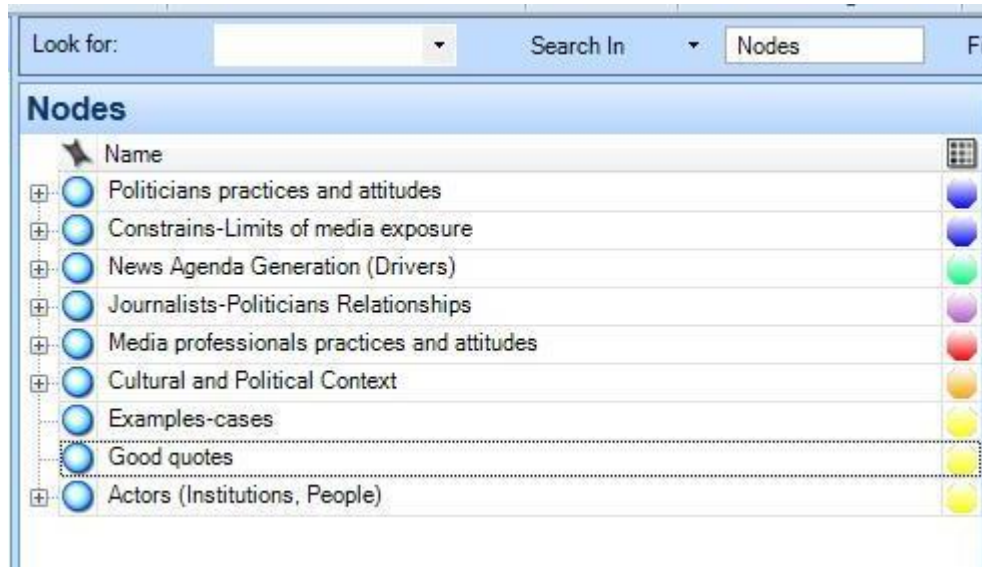 Look for: Search In Nodes
Nodes
Name
Politicians practices and attitudes
Constrains-Limits of media exposure
News Agenda Generation (Drivers)
Journalists-Politicians Relationships
Media professionals practices and attitudes
Cultural and Political Context
Examples-cases
Good quotes
Actors (Institutions, People)